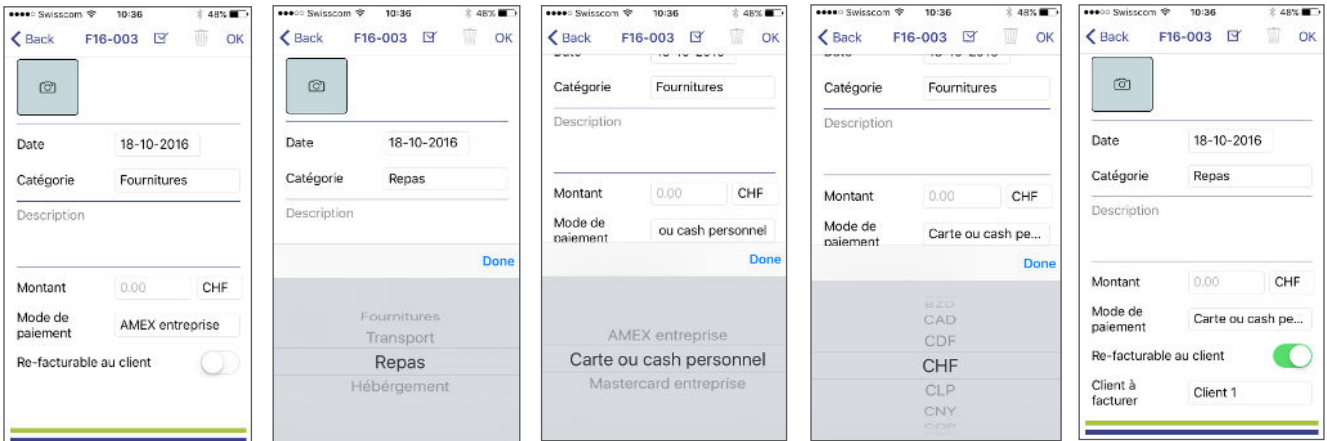 Swisscom 10:36 48%
Back F16-003 OK
Date 18-10-2016
Catégorie Fournitures
Description
Montant 0.00 CHF
Mode de
paiement
AMEX entreprise
Re-facturable au client
Swisscom 10:36 48%
Back F16-003 OK
Date 18-10-2016
Catégorie Repas
Description
Done
Fournitures
Transport
Repas
Hébérgement
Swisscom 10:36 48%
Back F16-003 OK
Catégorie Fournitures
Description
Montant 0.00 CHF
Mode de
paiement
ou cash personnel
Done
AMEX entreprise
Carte ou cash personnel
Mastercard entreprise
Swisscom 10:36 48%
Back F16-003 OK
Catégorie Fournitures
Description
Montant 0.00 CHF
Mode de
paiement
Carte ou cash pe...
Done
BZD
CAD
CDF
CHF
CLP
CNY
COP
Swisscom 10:36 48%
Back F16-003 OK
Date 18-10-2016
Catégorie Repas
Description
Montant 0.00 CHF
Mode de
paiement
Carte ou cash pe...
Re-facturable au client
Client à
facturer
Client 1